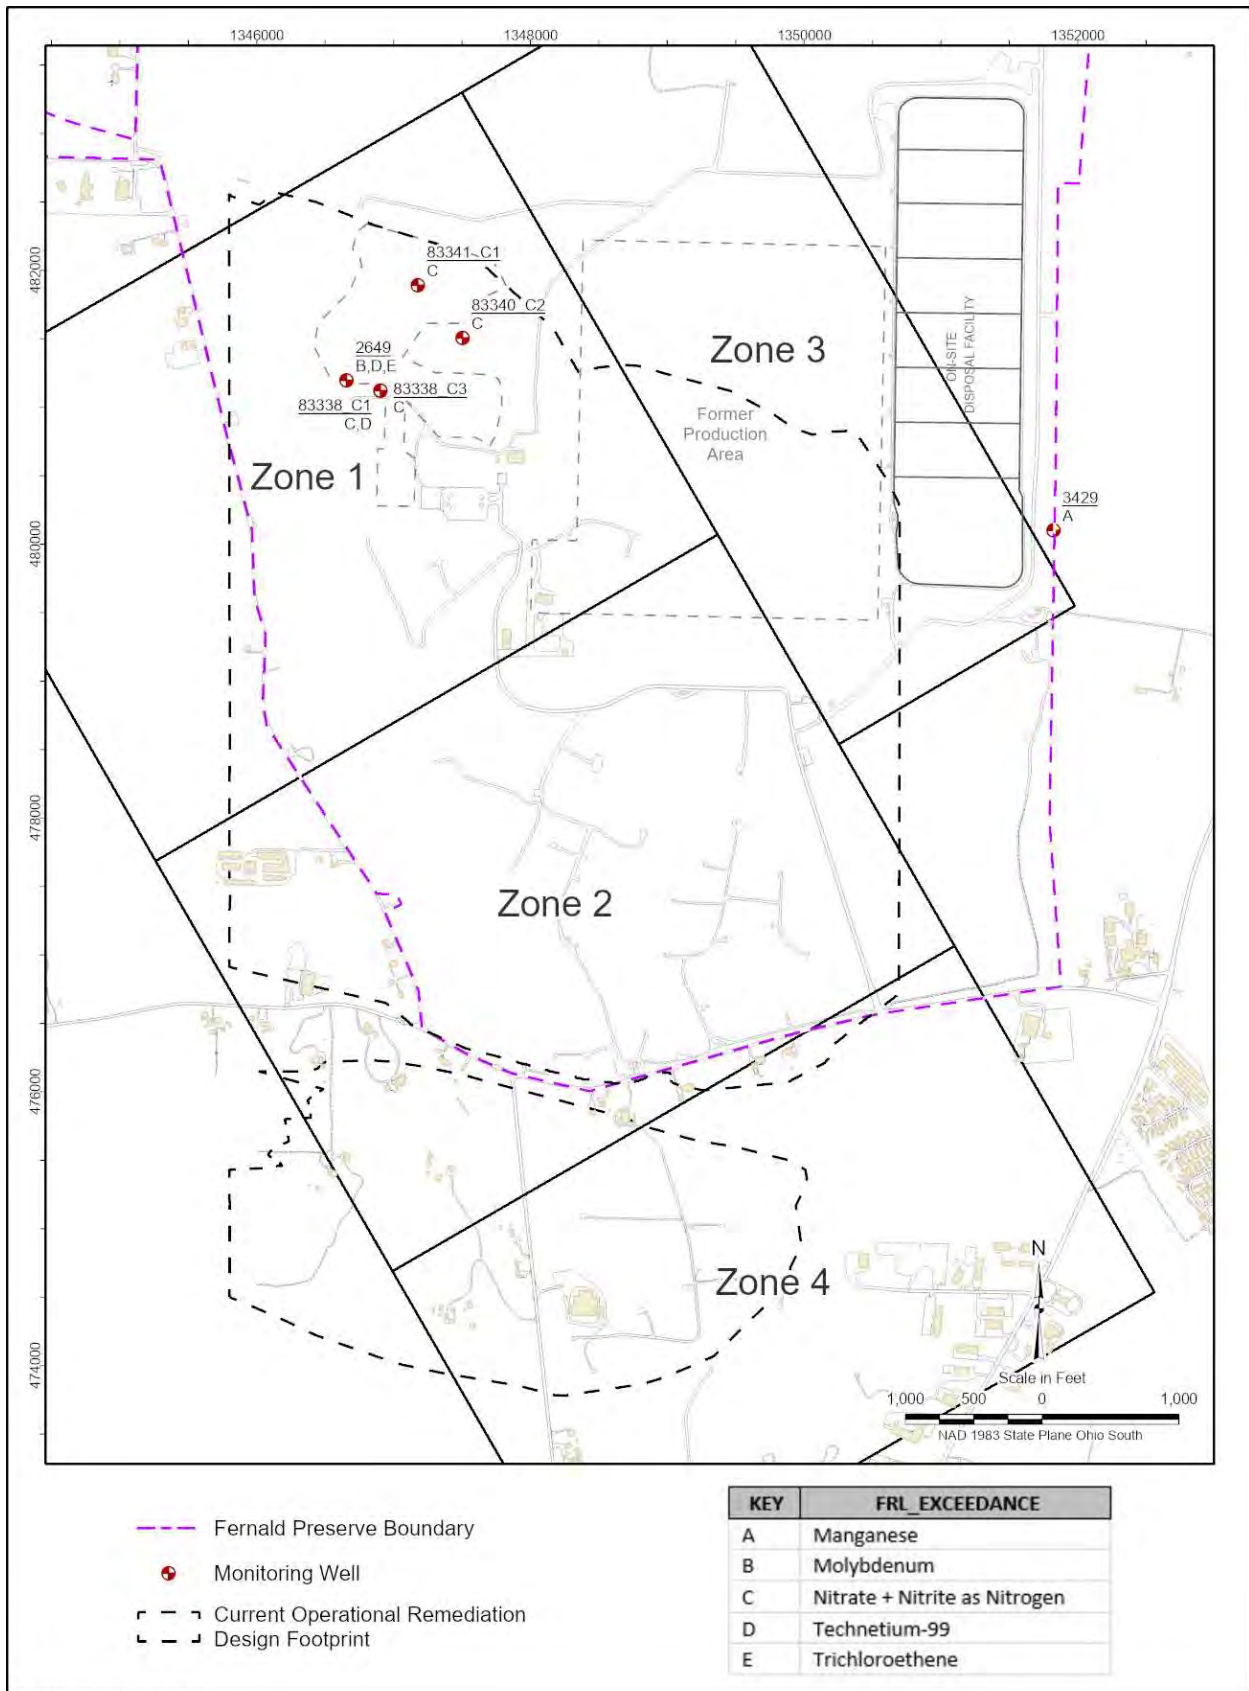 1346000 1348000 1350000 1352000
482000
480000
478000
476000
474000
83341_C1
C
83340_C2
C
2649
B,D,E
83338_C3
C
83338_C1
C,D
Zone 1
Zone 3
Former
Production
Area
ON-SITE
DISPOSAL FACILITY
3429
A
Zone 2
Zone 4
N
Scale in Feet
1,000 500 0 1,000
NAD 1983 State Plane Ohio South
Fernald Preserve Boundary
Monitoring Well
Current Operational Remediation
Design Footprint
KEY FRL_EXCEEDANCE
A Manganese
B Molybdenum
C Nitrate + Nitrite as Nitrogen
D Technetium-99
E Trichloroethene